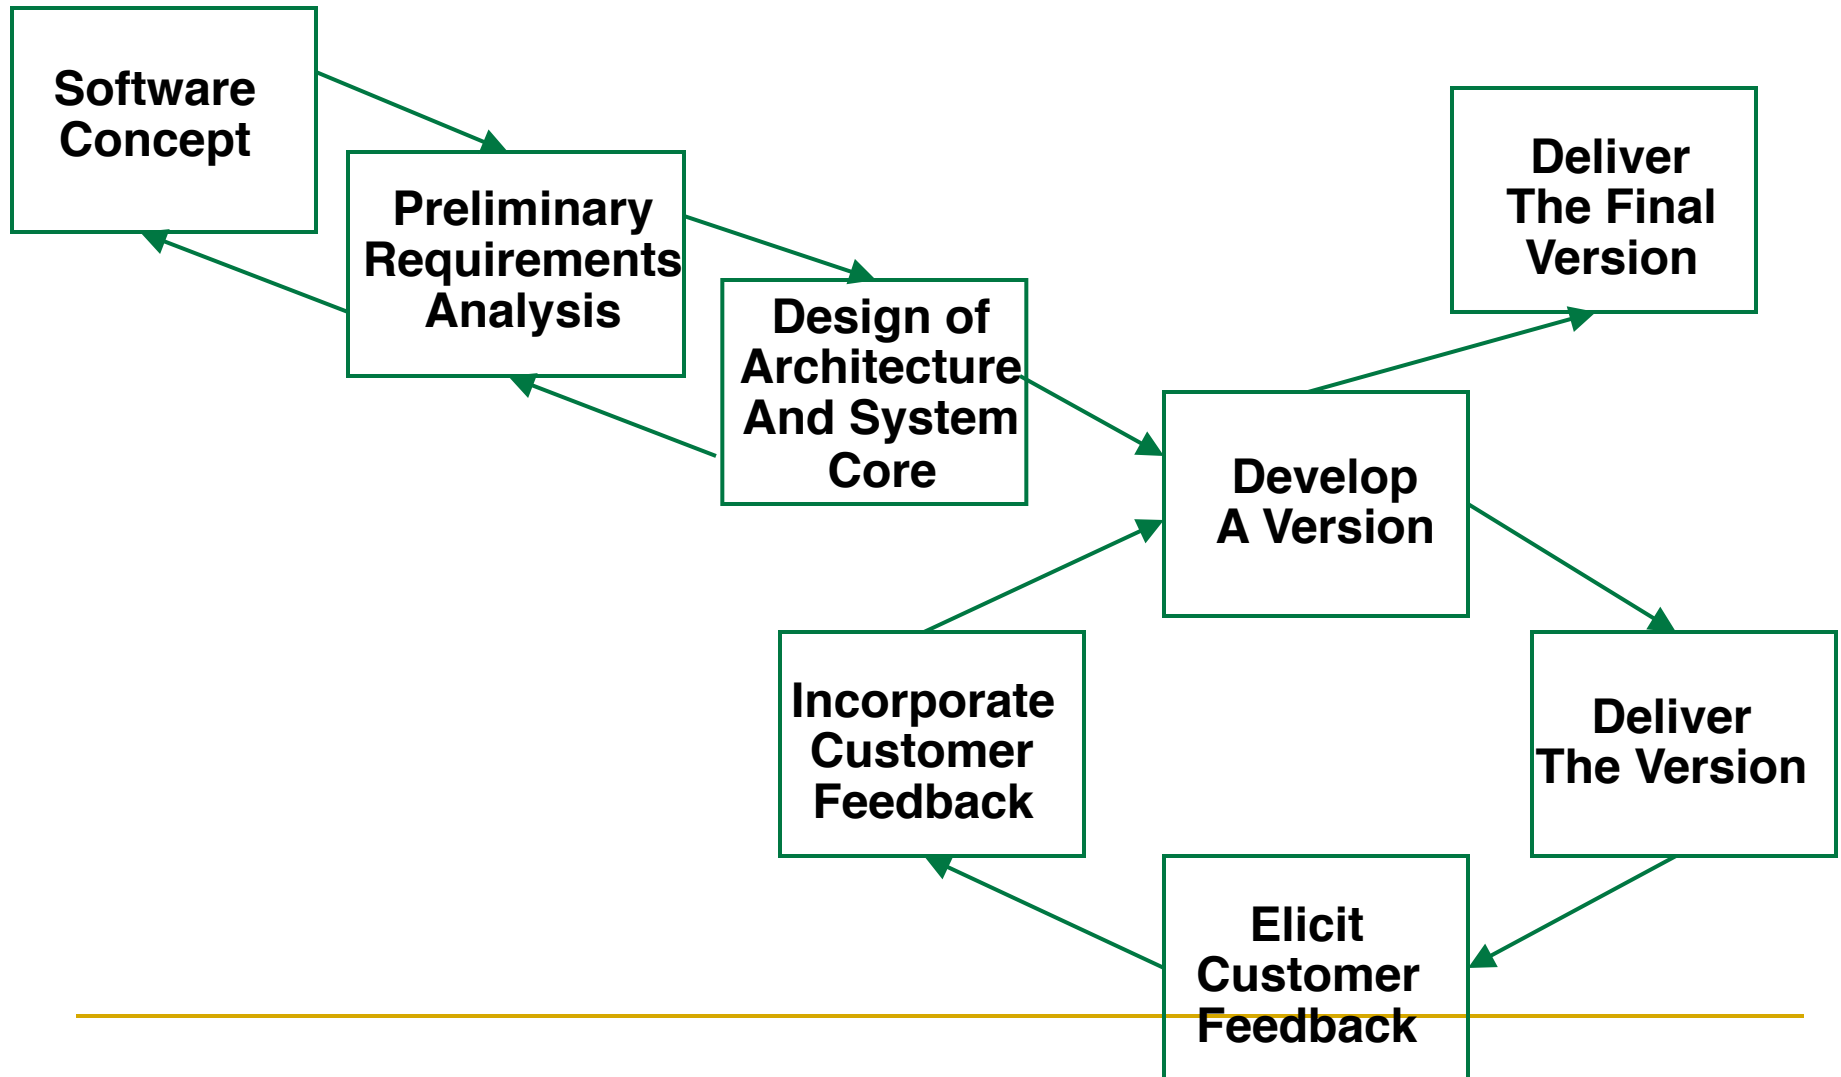 Software
Concept
Preliminary
Requirements
Analysis
Design of
Architecture
And System
Core
Deliver
The Final
Version
Develop
A Version
Incorporate
Customer
Feedback
Deliver
The Version
Elicit
Customer
Feedback